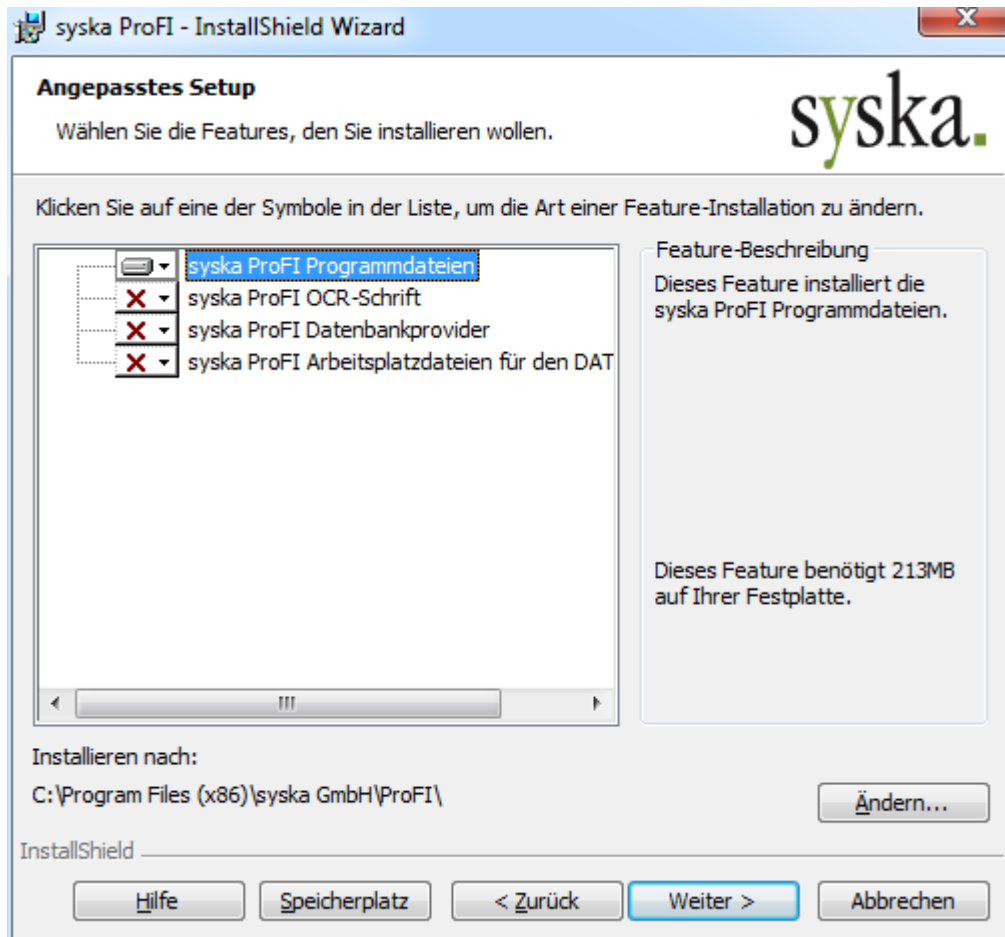 syska ProFI - InstallShield Wizard
Angepasstes Setup
Wählen Sie die Features, den Sie installieren wollen.
syska.
Klicken Sie auf eine der Symbole in der Liste, um die Art einer Feature-Installation zu ändern.
syska ProFI Programmdateien
syska ProFI OCR-Schrift
syska ProFI Datenbankprovider
syska ProFI Arbeitsplatzdateien für den DAT
Feature-Beschreibung
Dieses Feature installiert die
syska ProFI Programmdateien.
Dieses Feature benötigt 213MB
auf Ihrer Festplatte.
Installieren nach:
C:\Program Files (x86)\syska GmbH\ProFI\
Ändern...
InstallShield
Hilfe
Speicherplatz
< Zurück
Weiter >
Abbrechen